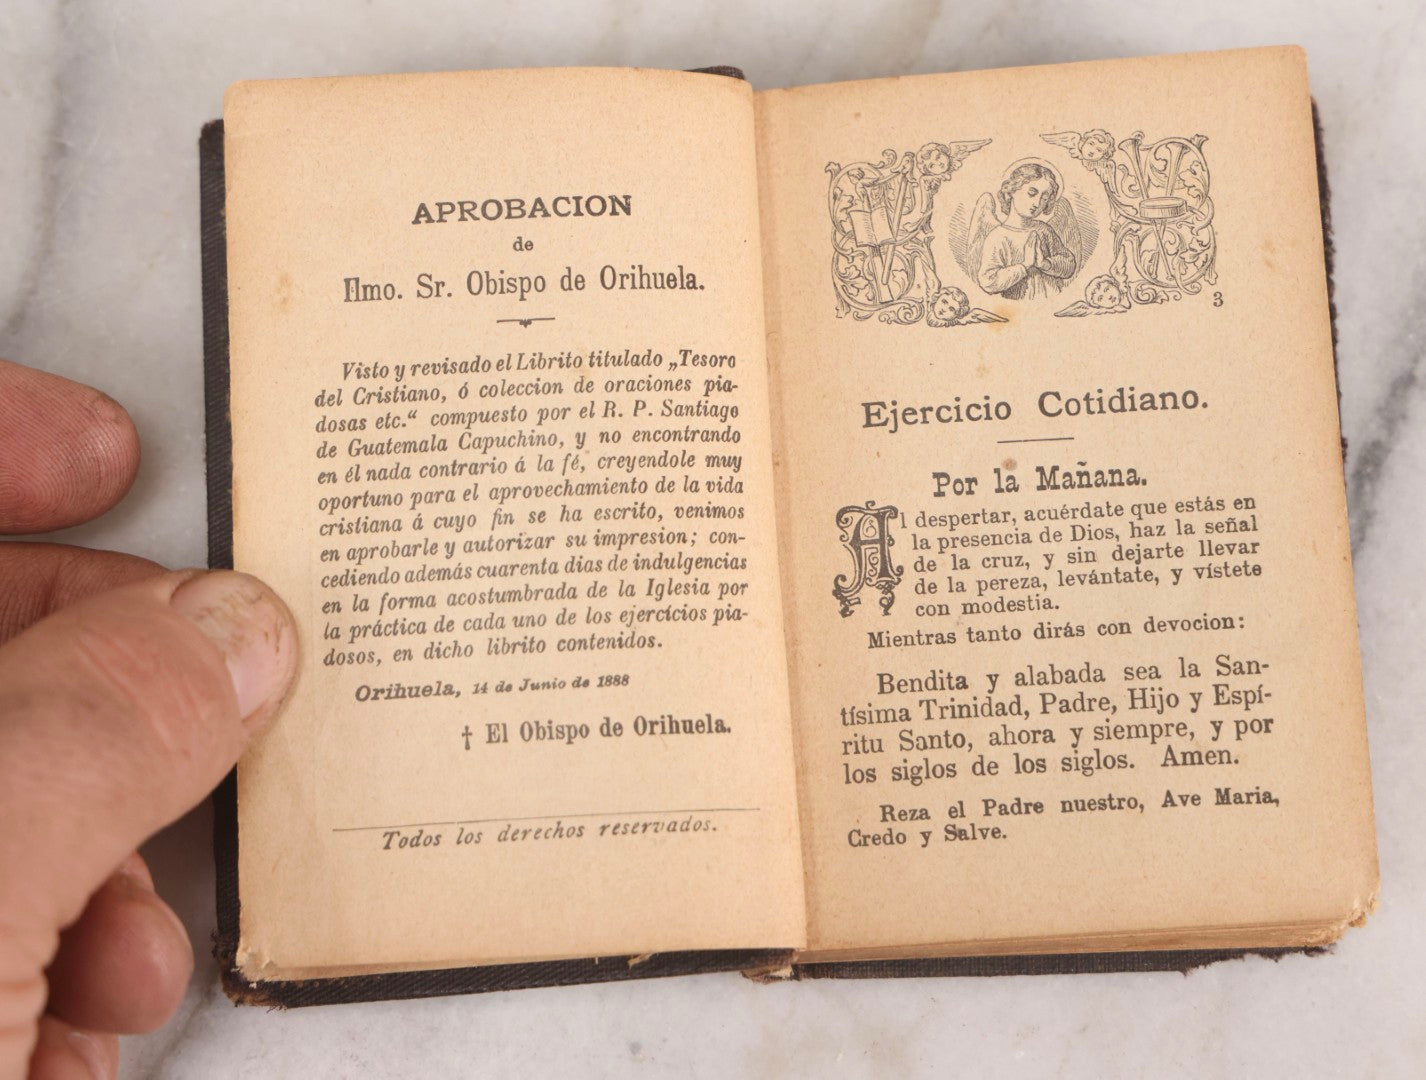 APROBACION
de
Ilmo. Sr. Obispo de Orihuela.
Visto y revisado el Librito titulado „Tesoro
del Cristiano, ó coleccion de oraciones pia-
dosas etc.“ compuesto por el R. P. Santiago
de Guatemala Capuchino, y no encontrando
en él nada contrario á la fé, creyendole muy
oportuno para el aprovechamiento de la vida
cristiana á cuyo fin se ha escrito, venimos
en aprobarle y autorizar su impresion; con-
cediendo además cuarenta dias de indulgencias
en la forma acostumbrada de la Iglesia por
la práctica de cada uno de los ejercicios pia-
dosos, en dicho librito contenidos.
Orihuela, 14 de Junio de 1888
† El Obispo de Orihuela.
Todos los derechos reservados.
3
Ejercicio Cotidiano.
Por la Mañana.
Al despertar, acuérdate que estás en
la presencia de Dios, haz la señal
de la cruz, y sin dejarte llevar
de la pereza, levántate, y vístete
con modestia.
Mientras tanto dirás con devocion:
Bendita y alabada sea la San-
tísima Trinidad, Padre, Hijo y Espí-
ritu Santo, ahora y siempre, y por
los siglos de los siglos. Amen.
Reza el Padre nuestro, Ave Maria,
Credo y Salve.